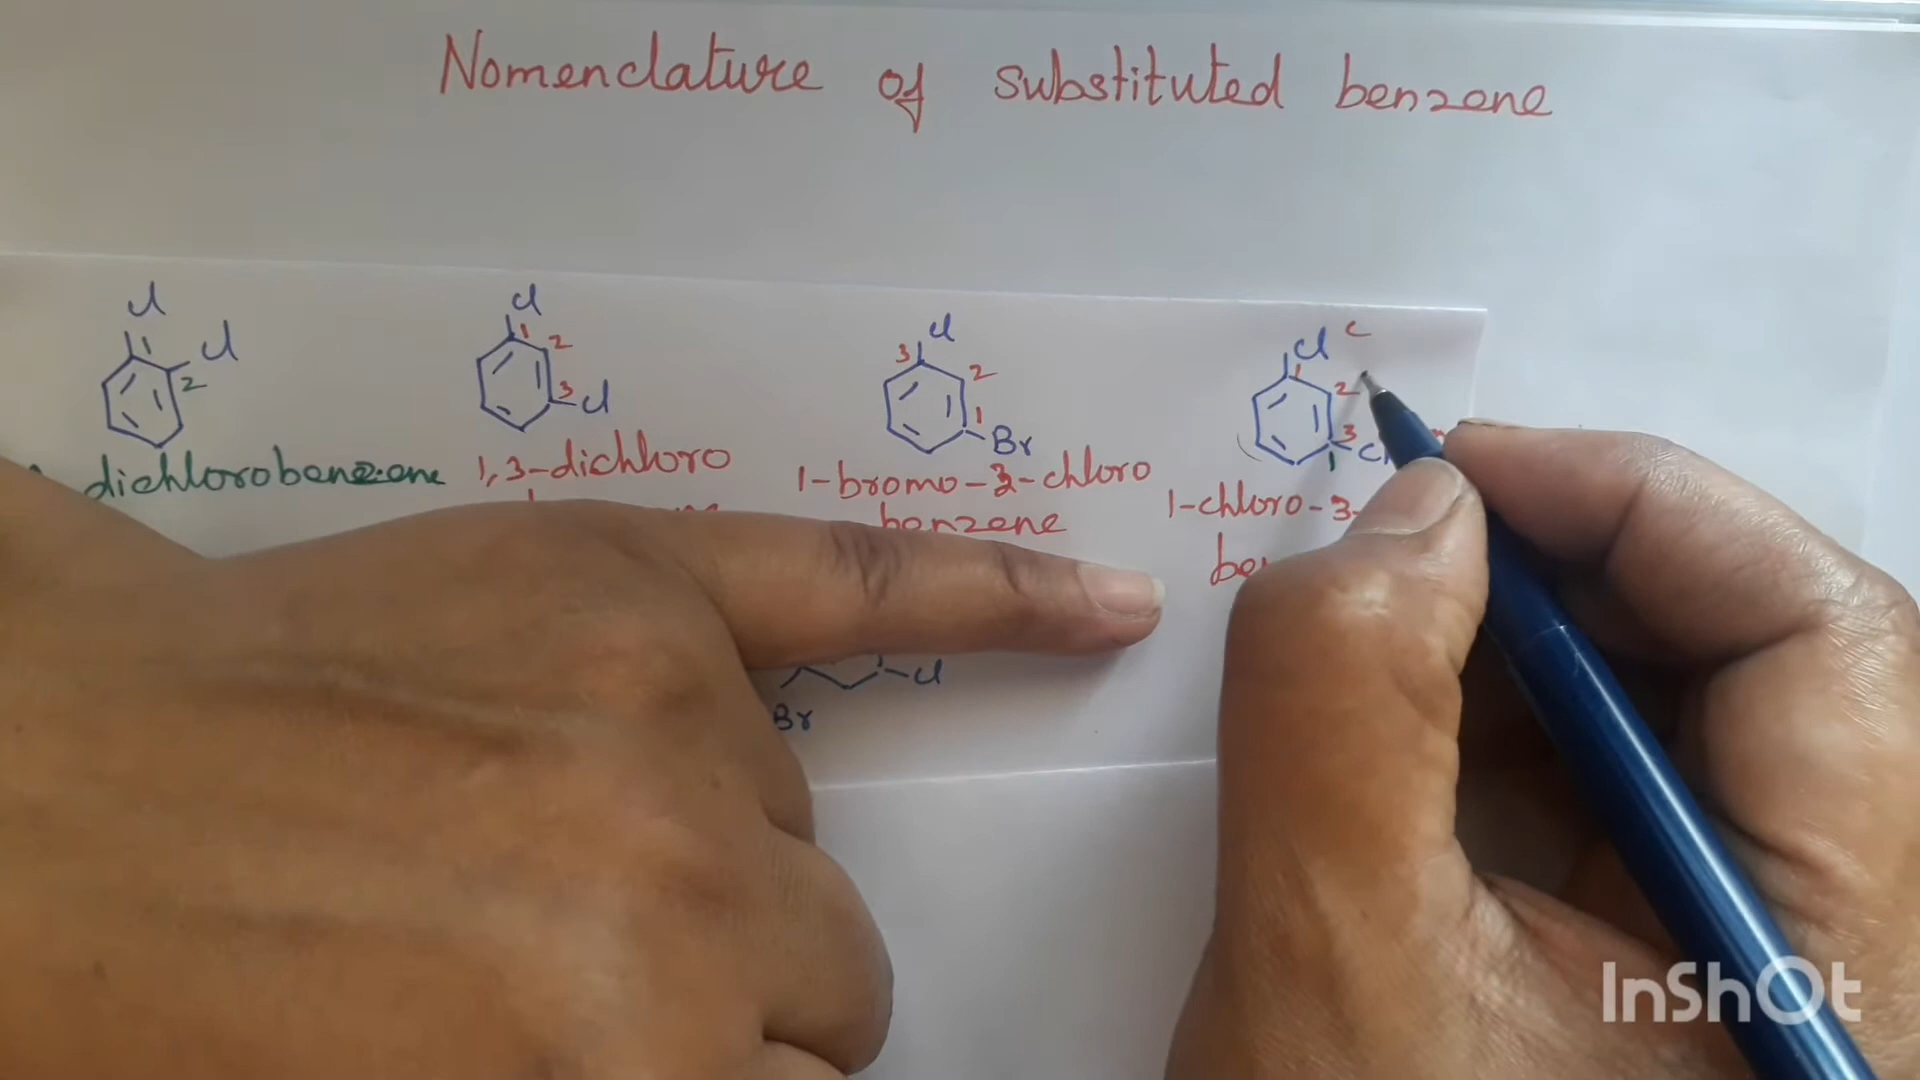 Nomenclature of substituted benzene
Cl
Cl
1
2
dichlorobenzene
Cl
1
2
3
Cl
1,3-dichloro
Cl
3
2
1
Br
1-bromo-3-chloro
benzene
Cl
C
1
2
3
1
1-chloro-3-
Cl
Br
InShOt